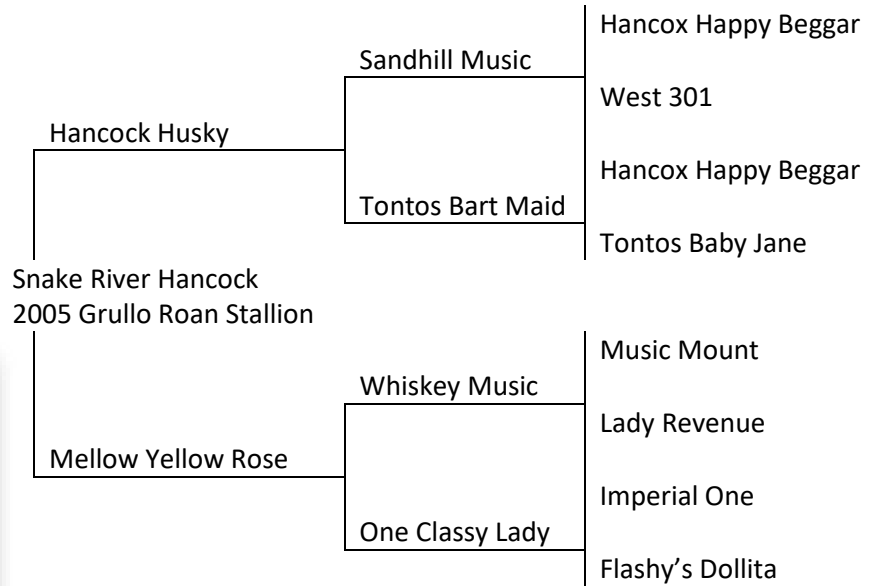 Hancox Happy Beggar
Sandhill Music
West 301
Hancock Husky
Hancox Happy Beggar
Tontos Bart Maid
Tontos Baby Jane
Snake River Hancock
2005 Grullo Roan Stallion
Music Mount
Whiskey Music
Lady Revenue
Mellow Yellow Rose
Imperial One
One Classy Lady
Flashy’s Dollita